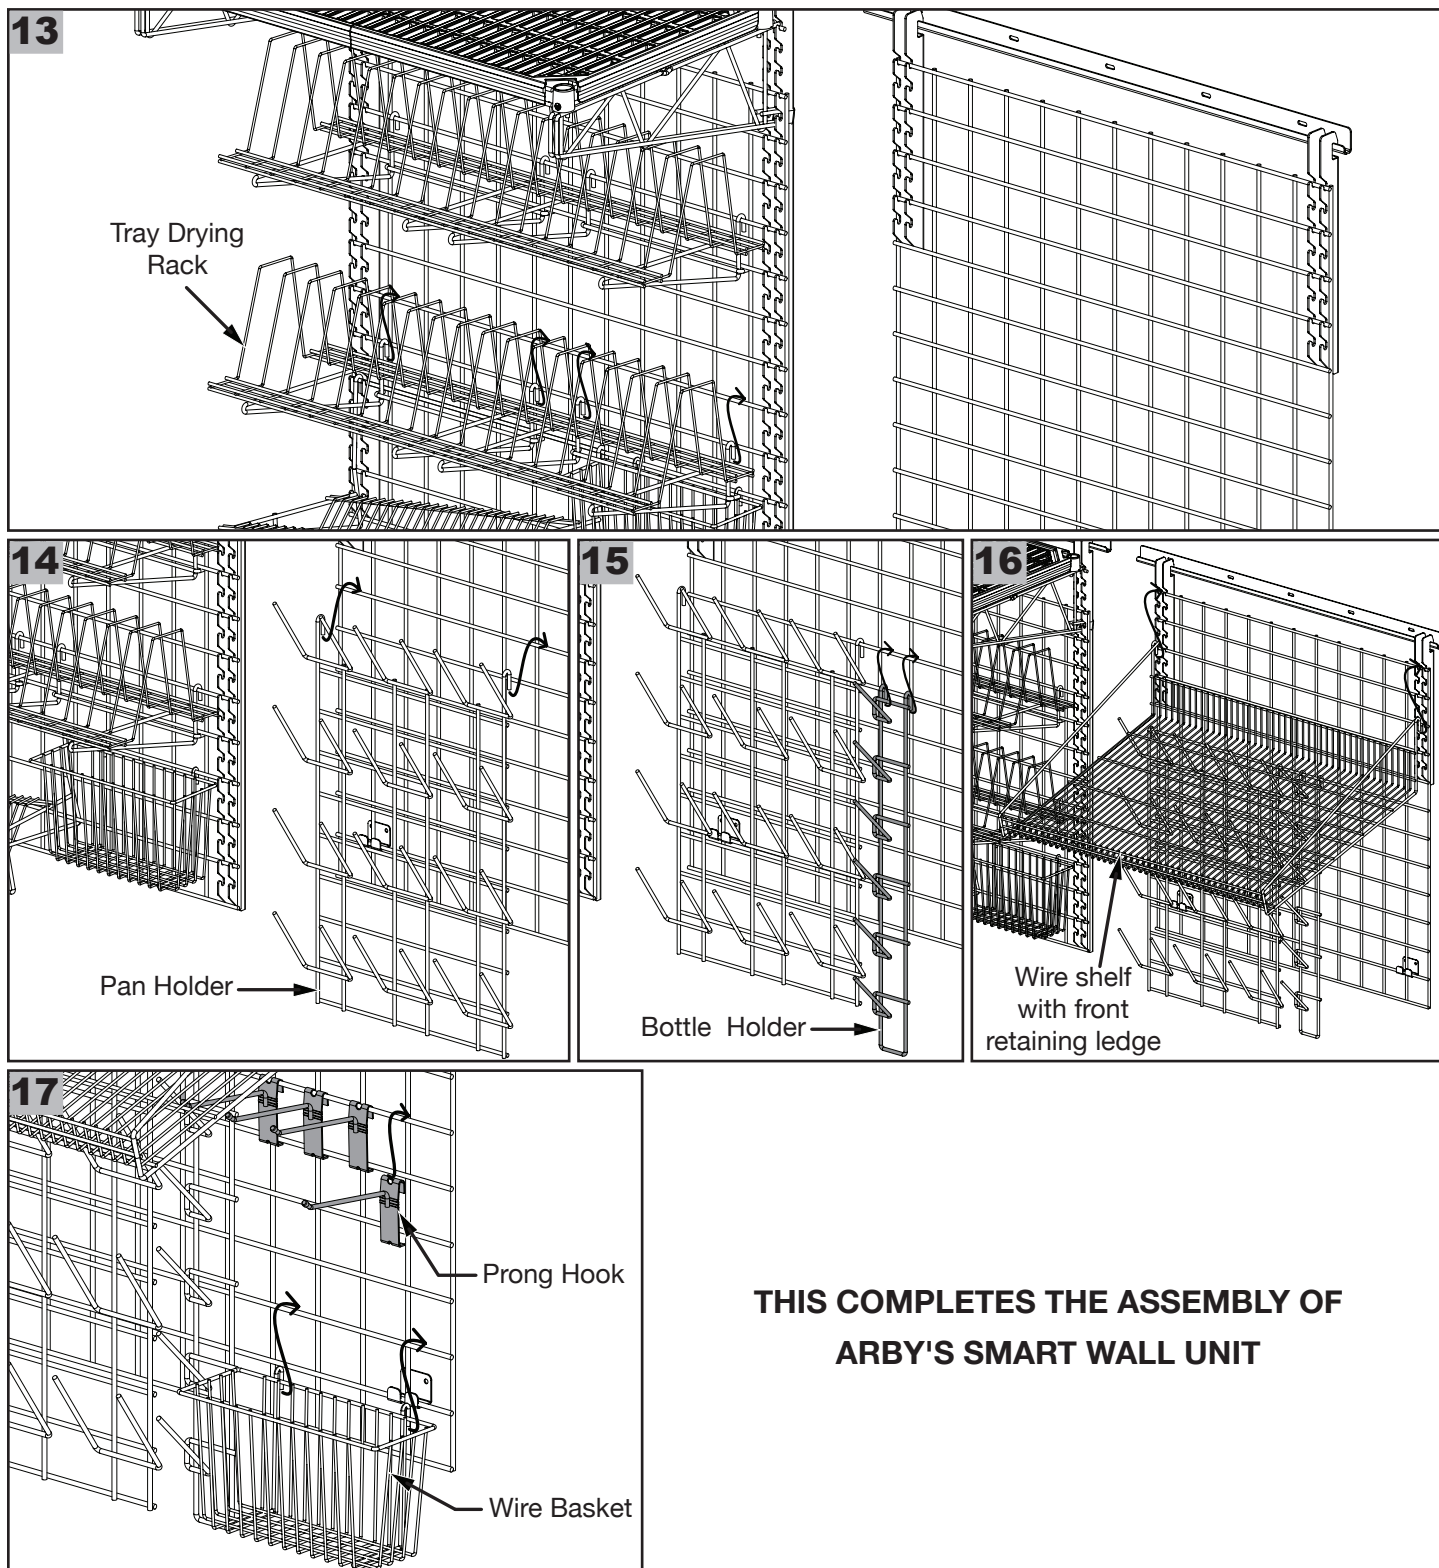 13
Tray Drying
Rack
14
Pan Holder
15
Bottle Holder
16
Wire shelf
with front
retaining ledge
17
Prong Hook
Wire Basket
THIS COMPLETES THE ASSEMBLY OF
ARBY'S SMART WALL UNIT